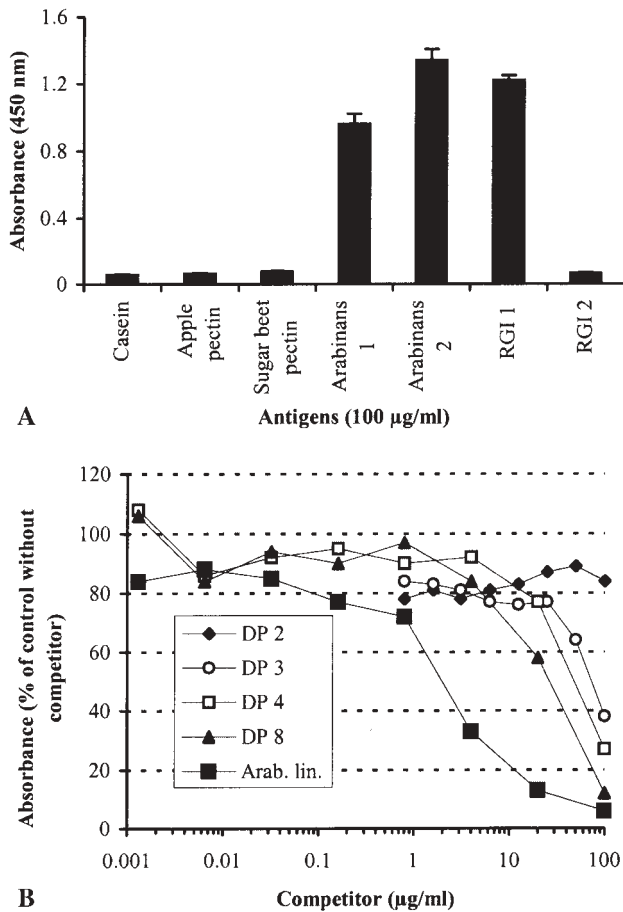 Absorbance (450 nm)
1.6
1.2
0.8
0.4
0
Casein
Apple
pectin
Sugar beet
pectin
Arabinans
1
Arabinans
2
RGI 1
RGI 2
A
Antigens (100 µg/ml)
Absorbance (% of control without
competitor)
120
100
80
60
40
20
0
DP 2
DP 3
DP 4
DP 8
Arab. lin.
0.001
0.01
0.1
1
10
100
B
Competitor (µg/ml)